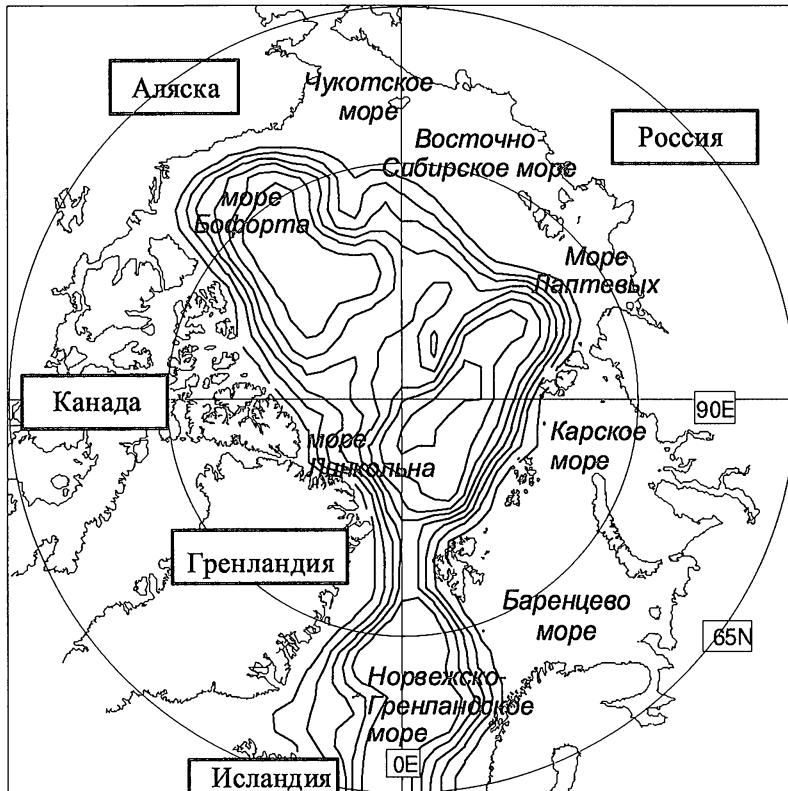 Аляска
Чукотское
море
Россия
Восточно-
Сибирское море
море
Бофорта
Море
Лаптевых
Канада
90E
Карское
море
море
Линкольна
Гренландия
Баренцево
море
65N
Норвежско-
Гренландское
море
0E
Исландия